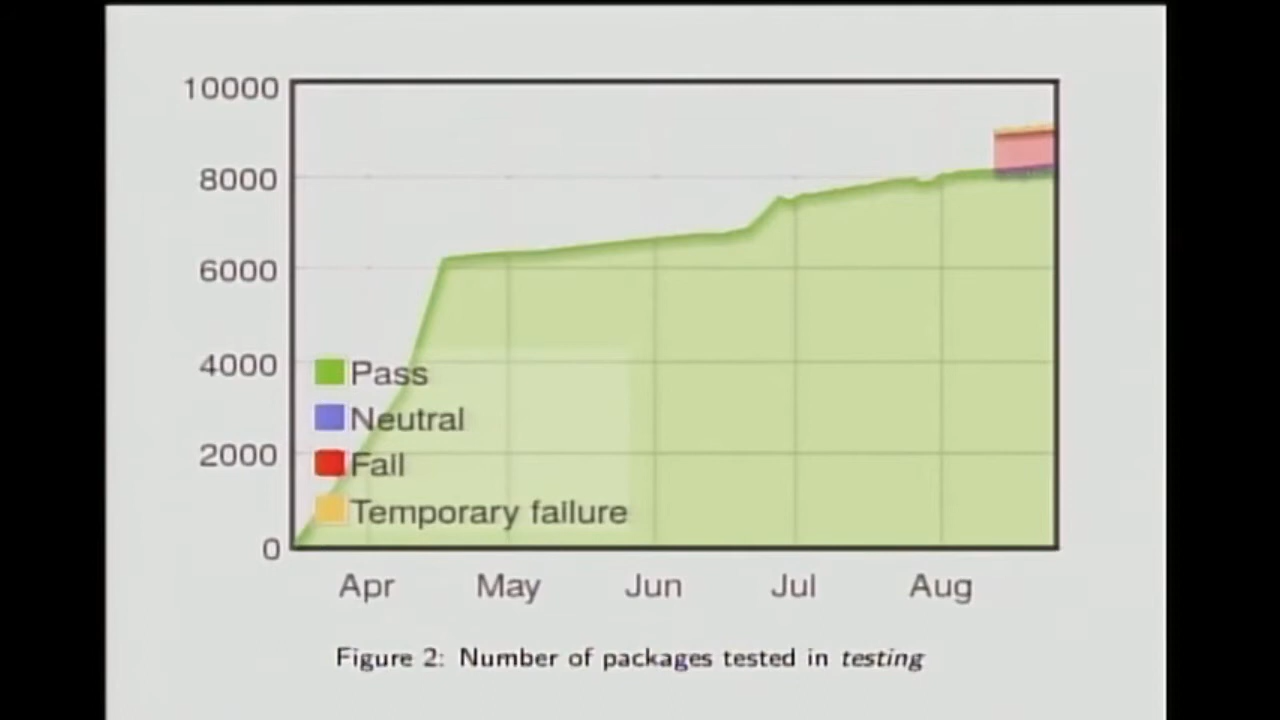 10000
8000
6000
4000
2000
0
Pass
Neutral
Fail
Temporary failure
Apr May Jun Jul Aug
Figure 2: Number of packages tested in testing